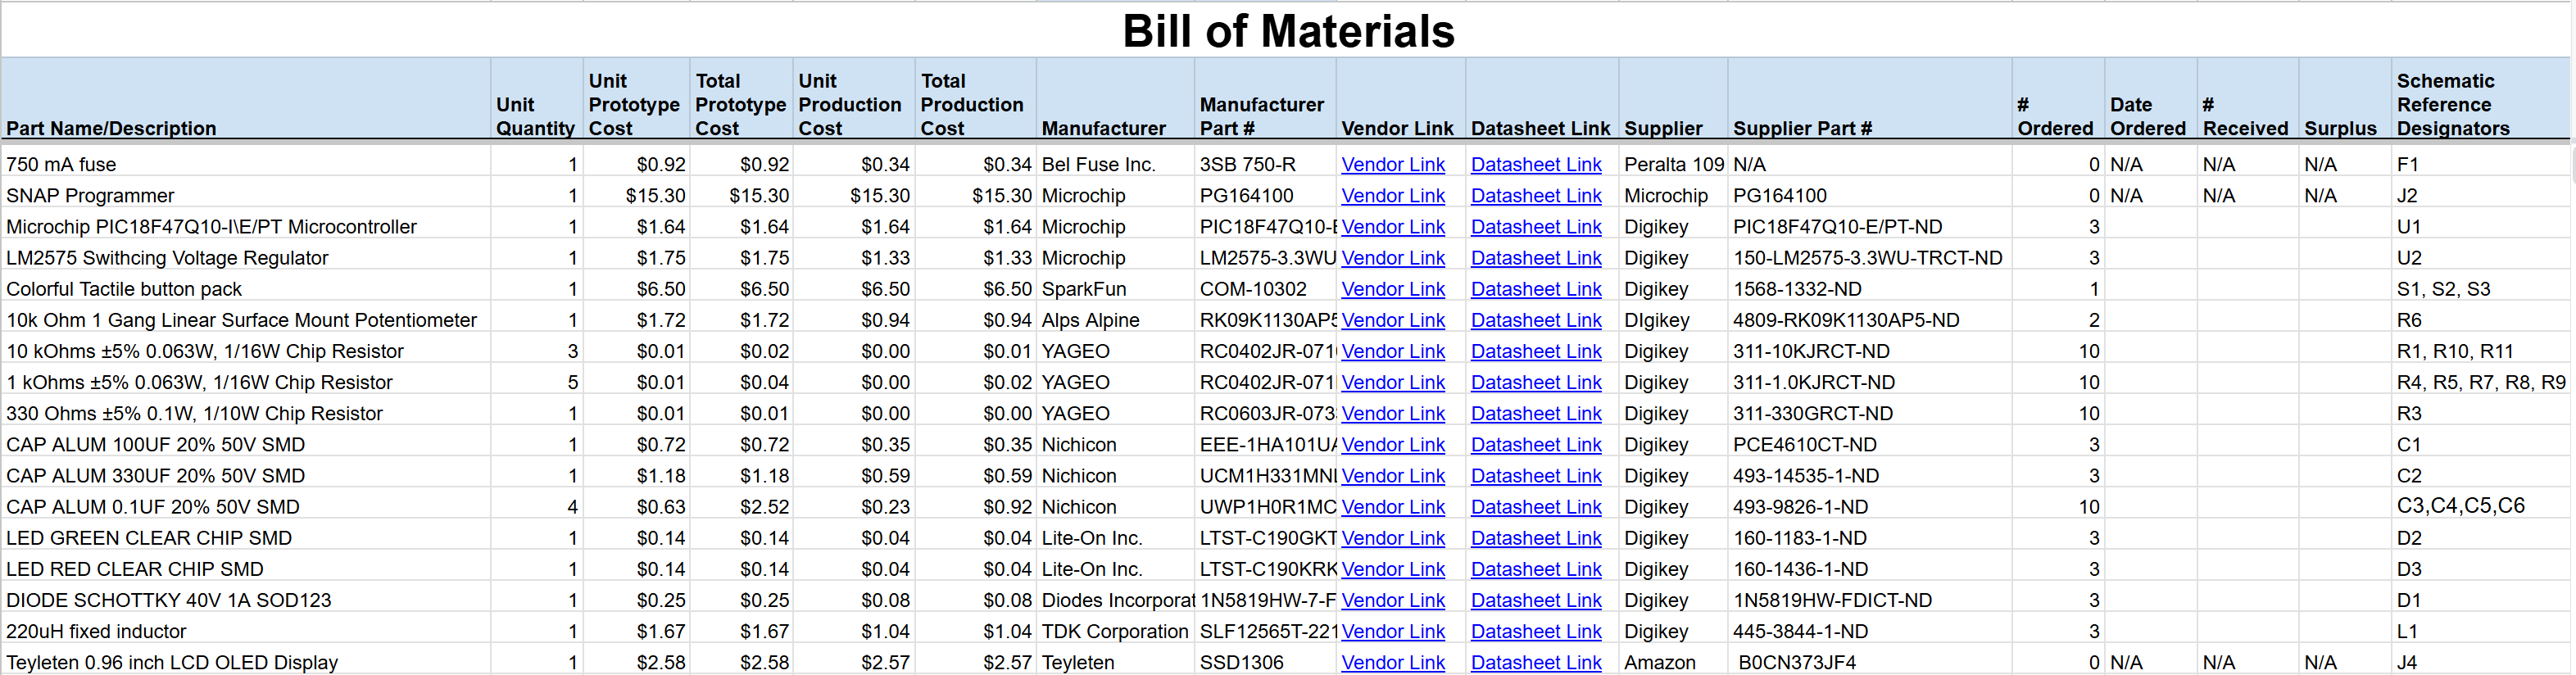 Bill of Materials
Part Name/Description Unit Quantity Unit Prototype Cost Total Prototype Cost Unit Production Cost Total Production Cost Manufacturer Manufacturer Part # Vendor Link Datasheet Link Supplier Supplier Part # # Ordered Date Ordered # Received Surplus Schematic Reference Designators
750 mA fuse 1 $0.92 $0.92 $0.34 $0.34 Bel Fuse Inc. 3SB 750-R Vendor Link Datasheet Link Peralta 109 N/A 0 N/A N/A N/A F1
SNAP Programmer 1 $15.30 $15.30 $15.30 $15.30 Microchip PG164100 Vendor Link Datasheet Link Microchip PG164100 0 N/A N/A N/A J2
Microchip PIC18F47Q10-I\E/PT Microcontroller 1 $1.64 $1.64 $1.64 $1.64 Microchip PIC18F47Q10-E Vendor Link Datasheet Link Digikey PIC18F47Q10-E/PT-ND 3 U1
LM2575 Swithcing Voltage Regulator 1 $1.75 $1.75 $1.33 $1.33 Microchip LM2575-3.3WU Vendor Link Datasheet Link Digikey 150-LM2575-3.3WU-TRCT-ND 3 U2
Colorful Tactile button pack 1 $6.50 $6.50 $6.50 $6.50 SparkFun COM-10302 Vendor Link Datasheet Link Digikey 1568-1332-ND 1 S1, S2, S3
10k Ohm 1 Gang Linear Surface Mount Potentiometer 1 $1.72 $1.72 $0.94 $0.94 Alps Alpine RK09K1130AP5 Vendor Link Datasheet Link DIgikey 4809-RK09K1130AP5-ND 2 R6
10 kOhms ±5% 0.063W, 1/16W Chip Resistor 3 $0.01 $0.02 $0.00 $0.01 YAGEO RC0402JR-071 Vendor Link Datasheet Link Digikey 311-10KJRCT-ND 10 R1, R10, R11
1 kOhms ±5% 0.063W, 1/16W Chip Resistor 5 $0.01 $0.04 $0.00 $0.02 YAGEO RC0402JR-071 Vendor Link Datasheet Link Digikey 311-1.0KJRCT-ND 10 R4, R5, R7, R8, R9
330 Ohms ±5% 0.1W, 1/10W Chip Resistor 1 $0.01 $0.01 $0.00 $0.00 YAGEO RC0603JR-073 Vendor Link Datasheet Link Digikey 311-330GRCT-ND 10 R3
CAP ALUM 100UF 20% 50V SMD 1 $0.72 $0.72 $0.35 $0.35 Nichicon EEE-1HA101UA Vendor Link Datasheet Link Digikey PCE4610CT-ND 3 C1
CAP ALUM 330UF 20% 50V SMD 1 $1.18 $1.18 $0.59 $0.59 Nichicon UCM1H331MNL Vendor Link Datasheet Link Digikey 493-14535-1-ND 3 C2
CAP ALUM 0.1UF 20% 50V SMD 4 $0.63 $2.52 $0.23 $0.92 Nichicon UWP1H0R1MC Vendor Link Datasheet Link Digikey 493-9826-1-ND 10 C3,C4,C5,C6
LED GREEN CLEAR CHIP SMD 1 $0.14 $0.14 $0.04 $0.04 Lite-On Inc. LTST-C190GKT Vendor Link Datasheet Link Digikey 160-1183-1-ND 3 D2
LED RED CLEAR CHIP SMD 1 $0.14 $0.14 $0.04 $0.04 Lite-On Inc. LTST-C190KRK Vendor Link Datasheet Link Digikey 160-1436-1-ND 3 D3
DIODE SCHOTTKY 40V 1A SOD123 1 $0.25 $0.25 $0.08 $0.08 Diodes Incorporat 1N5819HW-7-F Vendor Link Datasheet Link Digikey 1N5819HW-FDICT-ND 3 D1
220uH fixed inductor 1 $1.67 $1.67 $1.04 $1.04 TDK Corporation SLF12565T-221 Vendor Link Datasheet Link Digikey 445-3844-1-ND 3 L1
Teyleten 0.96 inch LCD OLED Display 1 $2.58 $2.58 $2.57 $2.57 Teyleten SSD1306 Vendor Link Datasheet Link Amazon B0CN373JF4 0 N/A N/A N/A J4